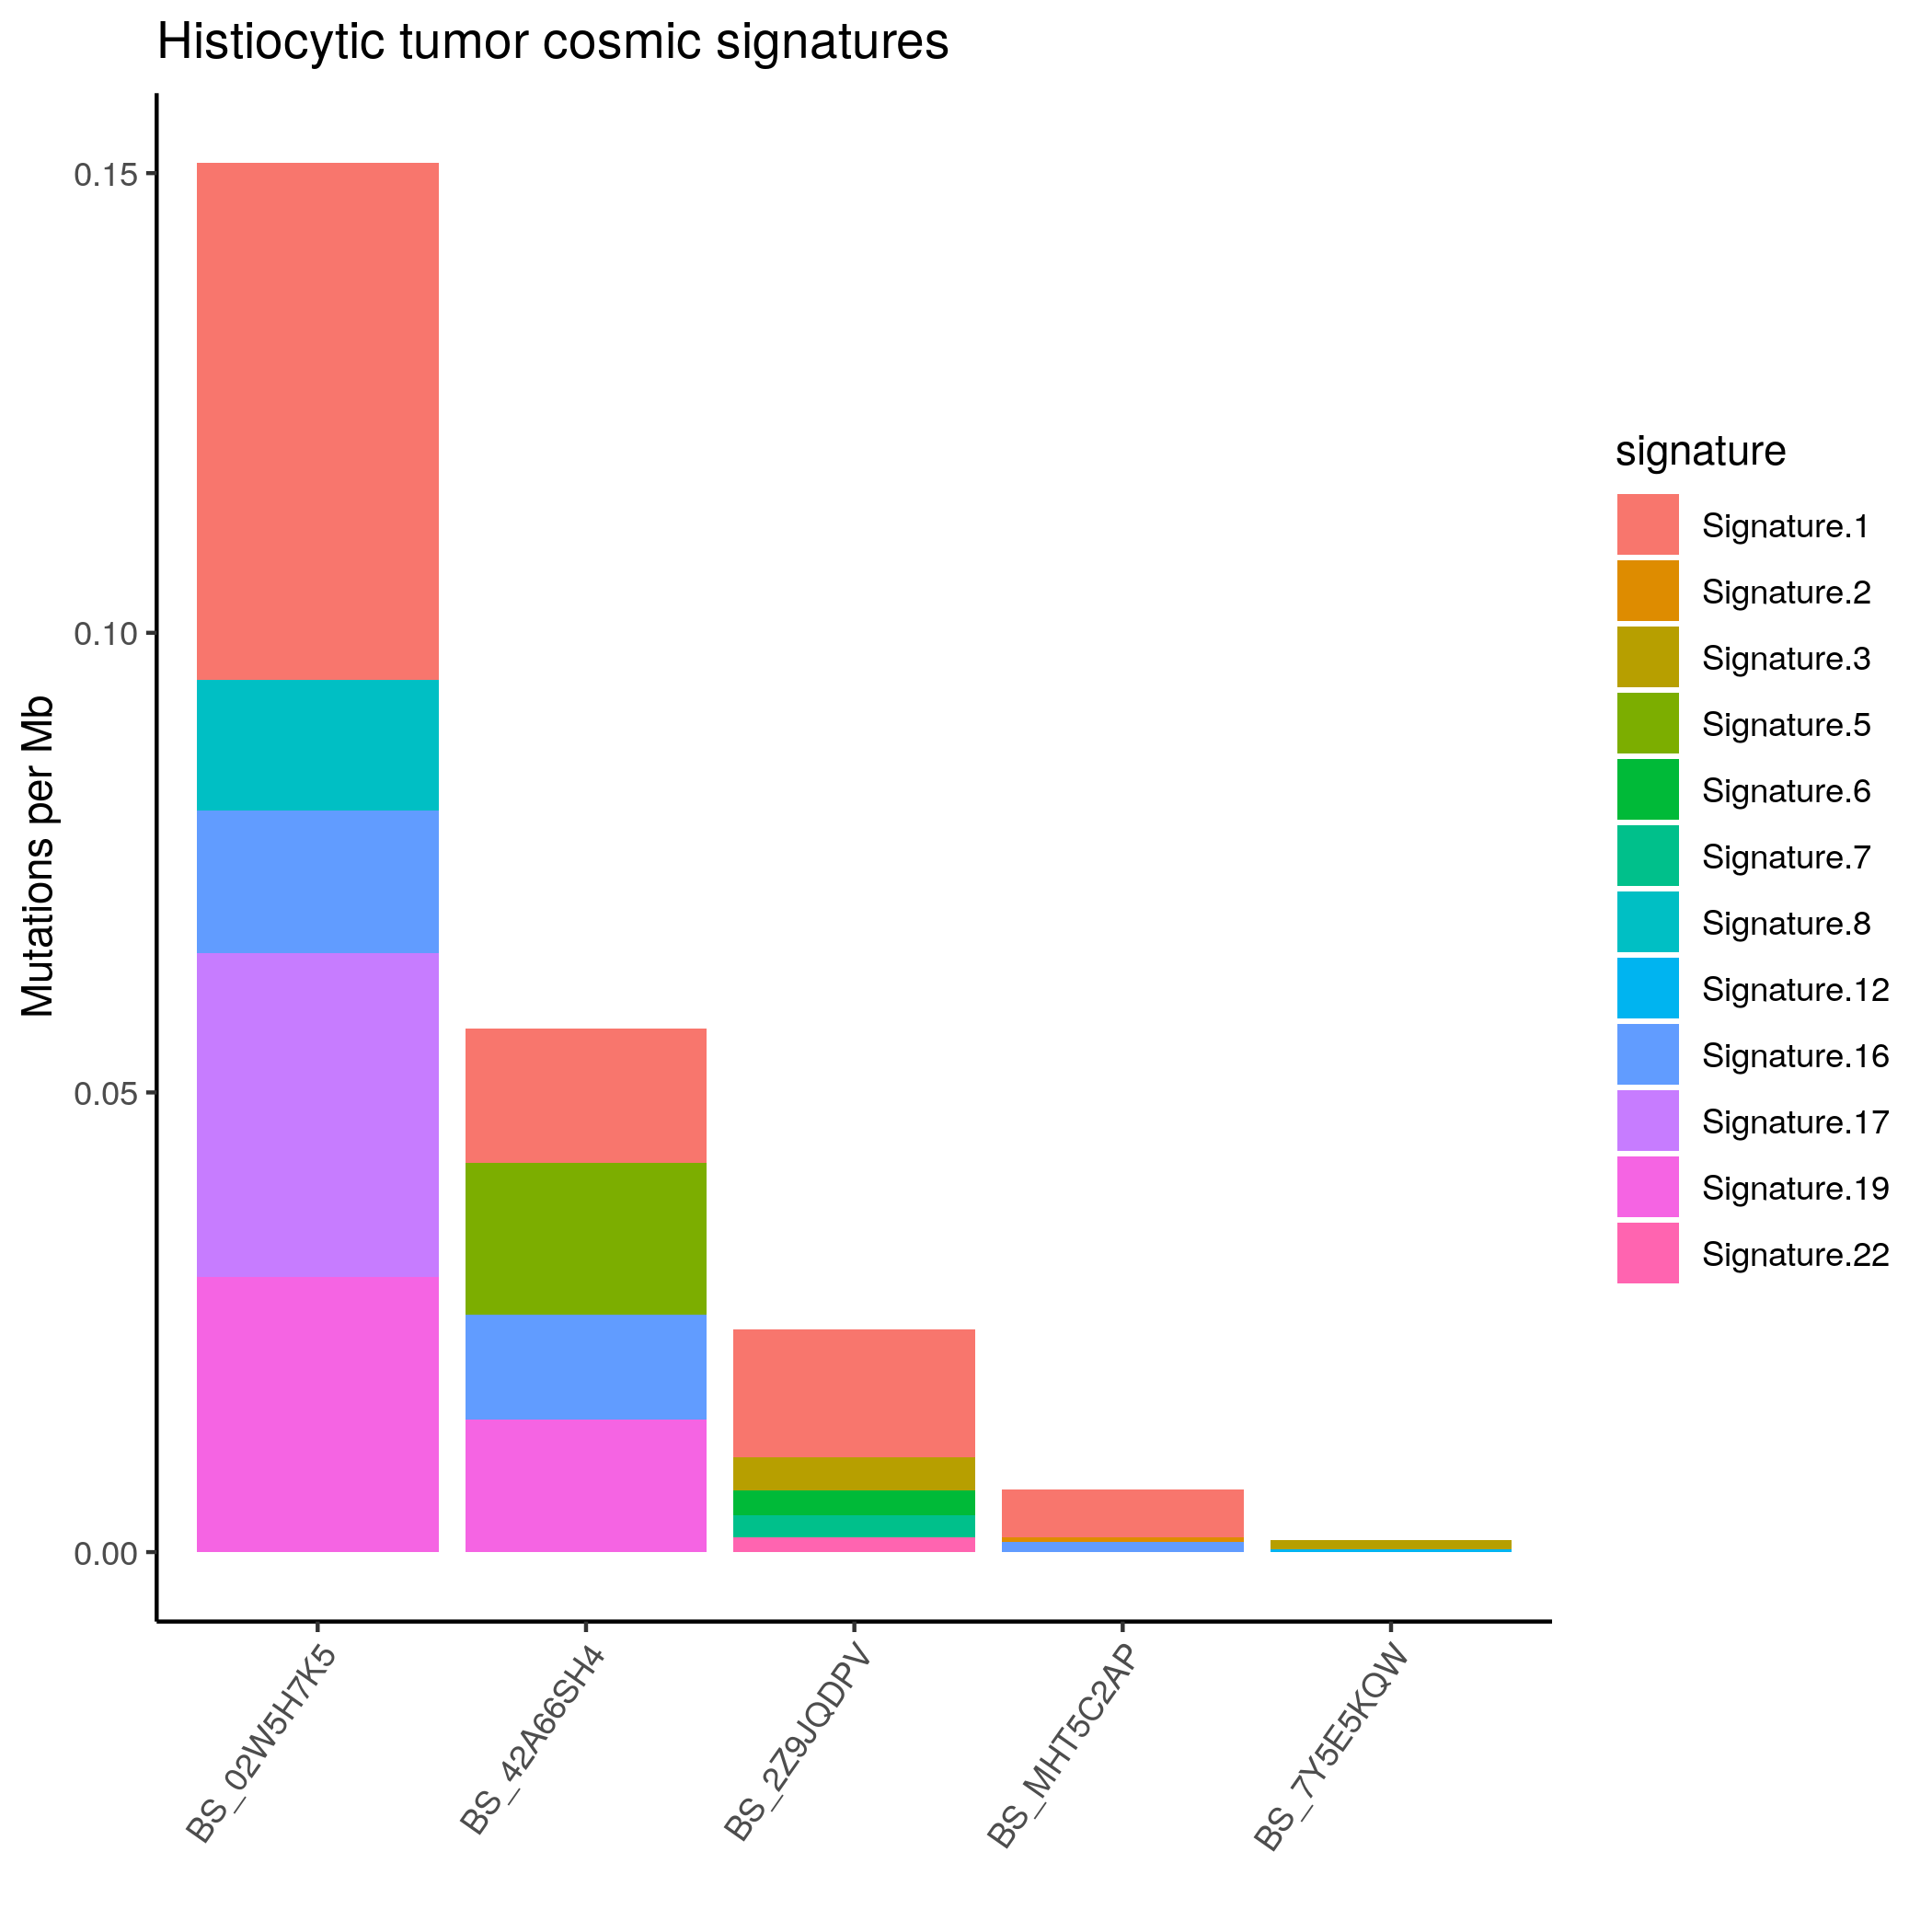 Histiocytic tumor cosmic signatures
Mutations per Mb
0.15
0.10
0.05
0.00
BS_02W5H7K5
BS_42A66SH4
BS_2Z9JQDPV
BS_MHT5C2AP
BS_7Y5E5KQW
signature
Signature.1
Signature.2
Signature.3
Signature.5
Signature.6
Signature.7
Signature.8
Signature.12
Signature.16
Signature.17
Signature.19
Signature.22